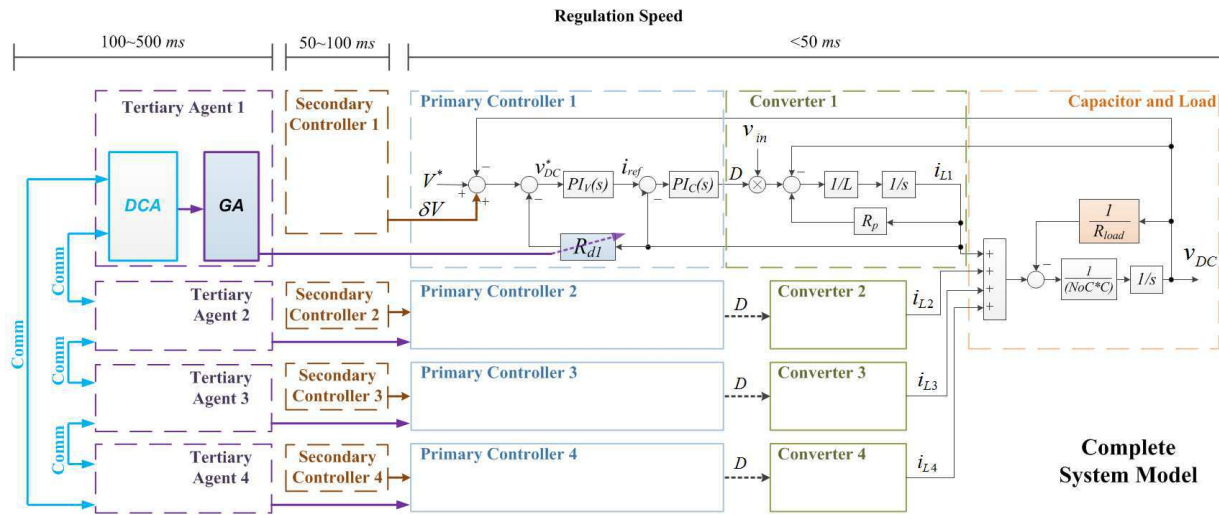 Regulation Speed
100~500 ms
50~100 ms
<50 ms
Tertiary Agent 1
DCA
GA
Secondary
Controller 1
δV
Primary Controller 1
V*
−
+
+
v*DC
−
PIV(s)
iref
−
PIC(s)
D
Rd1
Converter 1
vin
×
−
−
1/L
1/s
iL1
Rp
Capacitor and Load
1
Rload
vDC
−
1
(NoC*C)
1/s
+
+
+
+
Comm
Comm
Comm
Comm
Tertiary
Agent 2
Secondary
Controller 2
Primary Controller 2
D
Converter 2
iL2
Tertiary
Agent 3
Secondary
Controller 3
Primary Controller 3
D
Converter 3
iL3
Tertiary
Agent 4
Secondary
Controller 4
Primary Controller 4
D
Converter 4
iL4
Complete
System Model